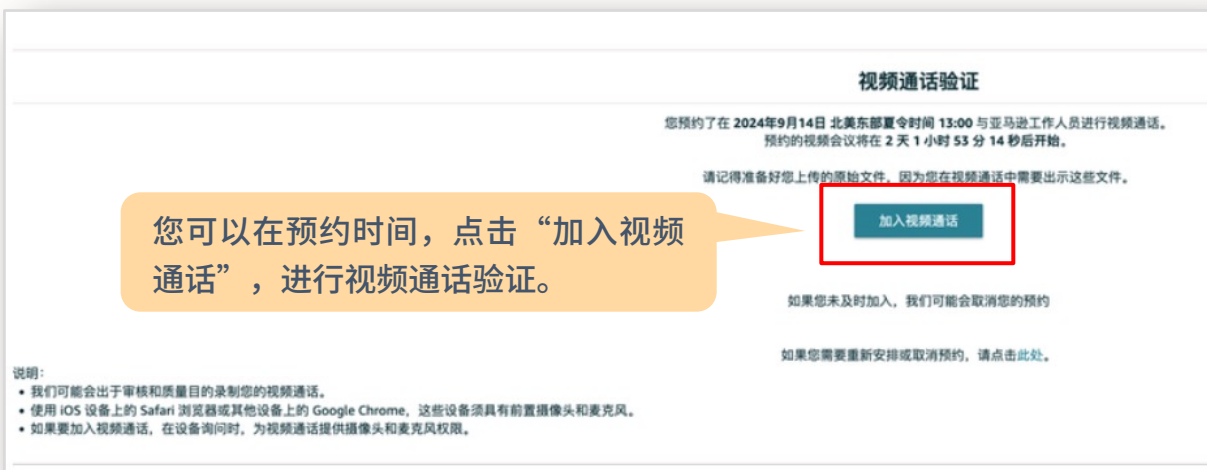 视频通话验证
您预约了在 2024年9月14日 北美东部夏令时间 13:00 与亚马逊工作人员进行视频通话。
预约的视频会议将在 2 天 1 小时 53 分 14 秒后开始。
请记得准备好您上传的原始文件，因为您在视频通话中需要出示这些文件。
加入视频通话
您可以在预约时间，点击“加入视频
通话”，进行视频通话验证。
如果您未及时加入，我们可能会取消您的预约
如果您需要重新安排或取消预约，请点击此处。
说明：
• 我们可能会出于审核和质量目的录制您的视频通话。
• 使用 iOS 设备上的 Safari 浏览器或其他设备上的 Google Chrome，这些设备须具有前置摄像头和麦克风。
• 如果要加入视频通话，在设备询问时，为视频通话提供摄像头和麦克风权限。